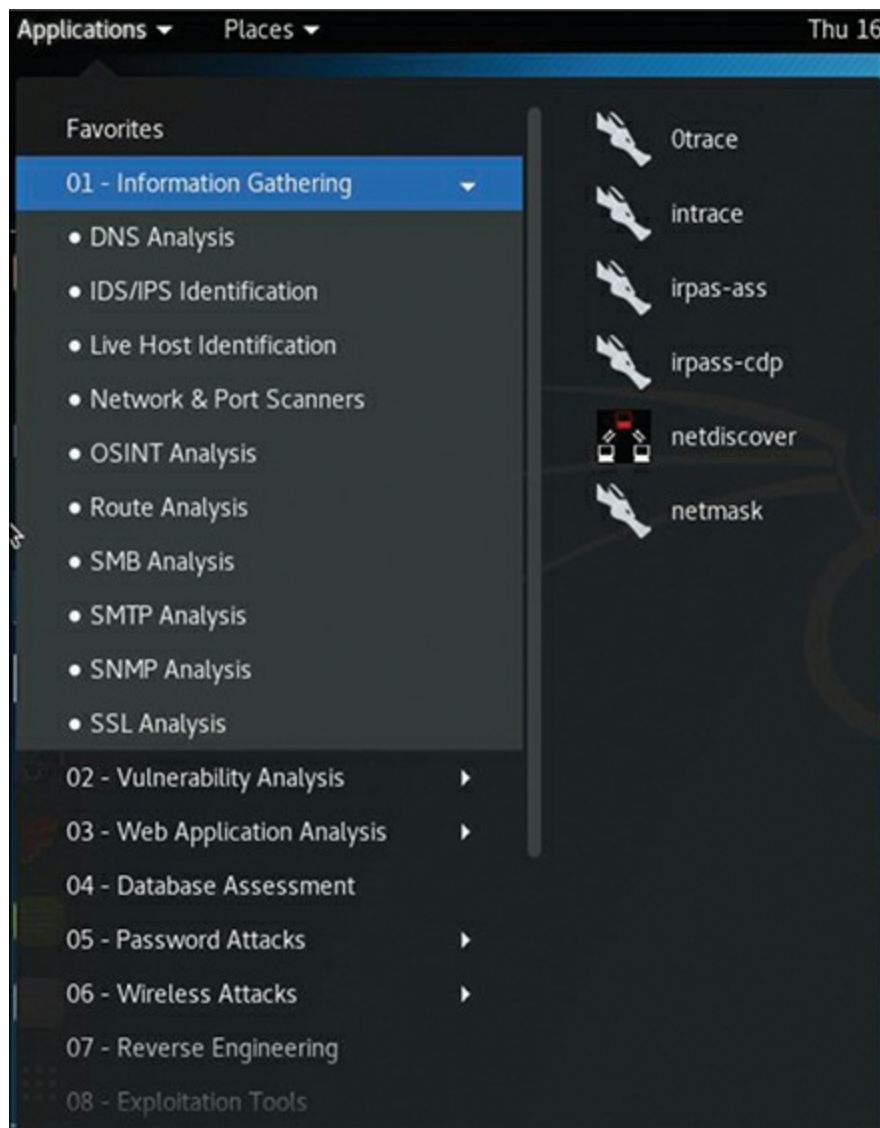 Applications Places Thu 16
Favorites
01 - Information Gathering
• DNS Analysis
• IDS/IPS Identification
• Live Host Identification
• Network & Port Scanners
• OSINT Analysis
• Route Analysis
• SMB Analysis
• SMTP Analysis
• SNMP Analysis
• SSL Analysis
02 - Vulnerability Analysis
03 - Web Application Analysis
04 - Database Assessment
05 - Password Attacks
06 - Wireless Attacks
07 - Reverse Engineering
08 - Exploitation Tools
0trace
intrace
irpas-ass
irpass-cdp
netdiscover
netmask